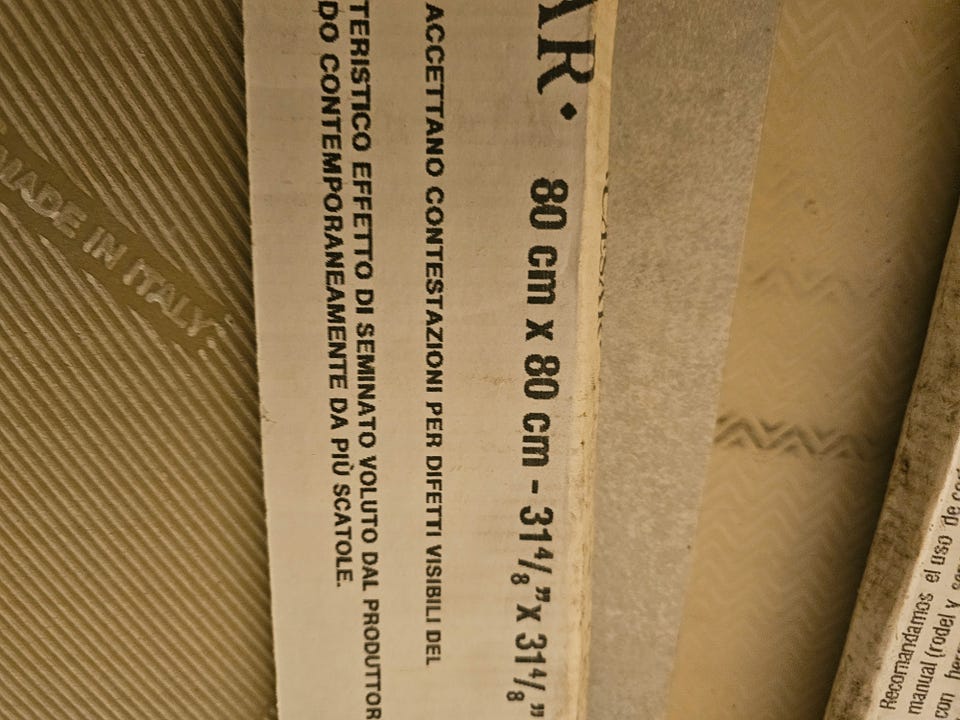 MADE IN ITALY
AR.
80 cm x 80 cm - 31⁴/₈" x 31⁴/₈"
ACCETTANO CONTESTAZIONI PER DIFETTI VISIBILI DEL
TERISTICO EFFETTO DI SEMINATO VOLUTO DAL PRODUTTOR
DO CONTEMPORANEAMENTE DA PIÙ SCATOLE.
Recomandamos el uso de
manual (rodel y
con